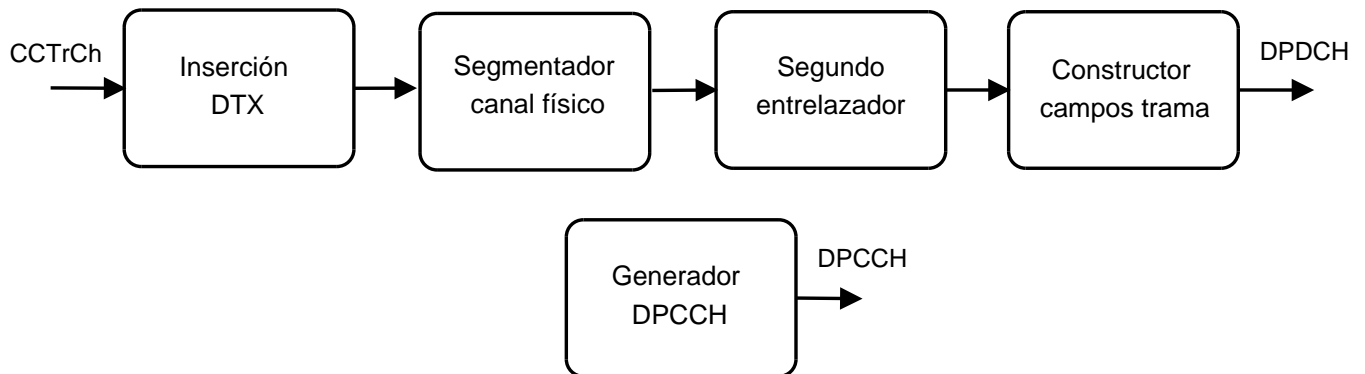 CCTrCh
Inserción
DTX
Segmentador
canal físico
Segundo
entrelazador
Constructor
campos trama
DPDCH
Generador
DPCCH
DPCCH